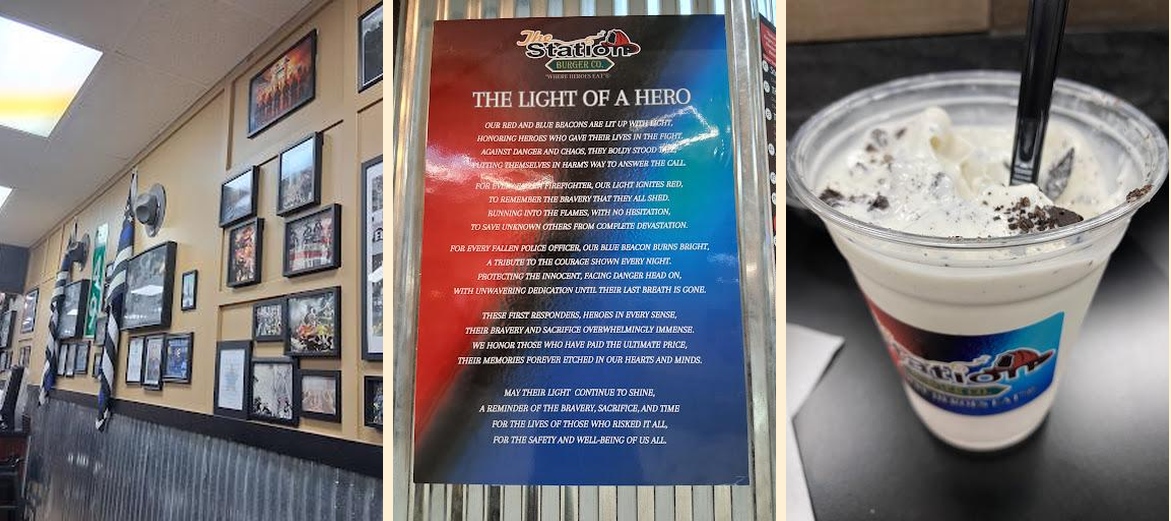 The
Station
BURGER CO.
"WHERE HEROES EAT"®
THE LIGHT OF A HERO
OUR RED AND BLUE BEACONS ARE LIT UP WITH LIGHT,
HONORING HEROES WHO GAVE THEIR LIVES IN THE FIGHT.
AGAINST DANGER AND CHAOS, THEY BOLDY STOOD TALL,
PUTTING THEMSELVES IN HARM'S WAY TO ANSWER THE CALL.
FOR EVERY FALLEN FIREFIGHTER, OUR LIGHT IGNITES RED,
TO REMEMBER THE BRAVERY THAT THEY ALL SHED.
RUNNING INTO THE FLAMES, WITH NO HESITATION,
TO SAVE UNKNOWN OTHERS FROM COMPLETE DEVASTATION.
FOR EVERY FALLEN POLICE OFFICER, OUR BLUE BEACON BURNS BRIGHT,
A TRIBUTE TO THE COURAGE SHOWN EVERY NIGHT.
PROTECTING THE INNOCENT, FACING DANGER HEAD ON,
WITH UNWAVERING DEDICATION UNTIL THEIR LAST BREATH IS GONE.
THESE FIRST RESPONDERS, HEROES IN EVERY SENSE,
THEIR BRAVERY AND SACRIFICE OVERWHELMINGLY IMMENSE.
WE HONOR THOSE WHO HAVE PAID THE ULTIMATE PRICE,
THEIR MEMORIES FOREVER ETCHED IN OUR HEARTS AND MINDS.
MAY THEIR LIGHT CONTINUE TO SHINE,
A REMINDER OF THE BRAVERY, SACRIFICE, AND TIME
FOR THE LIVES OF THOSE WHO RISKED IT ALL,
FOR THE SAFETY AND WELL-BEING OF US ALL.
Station